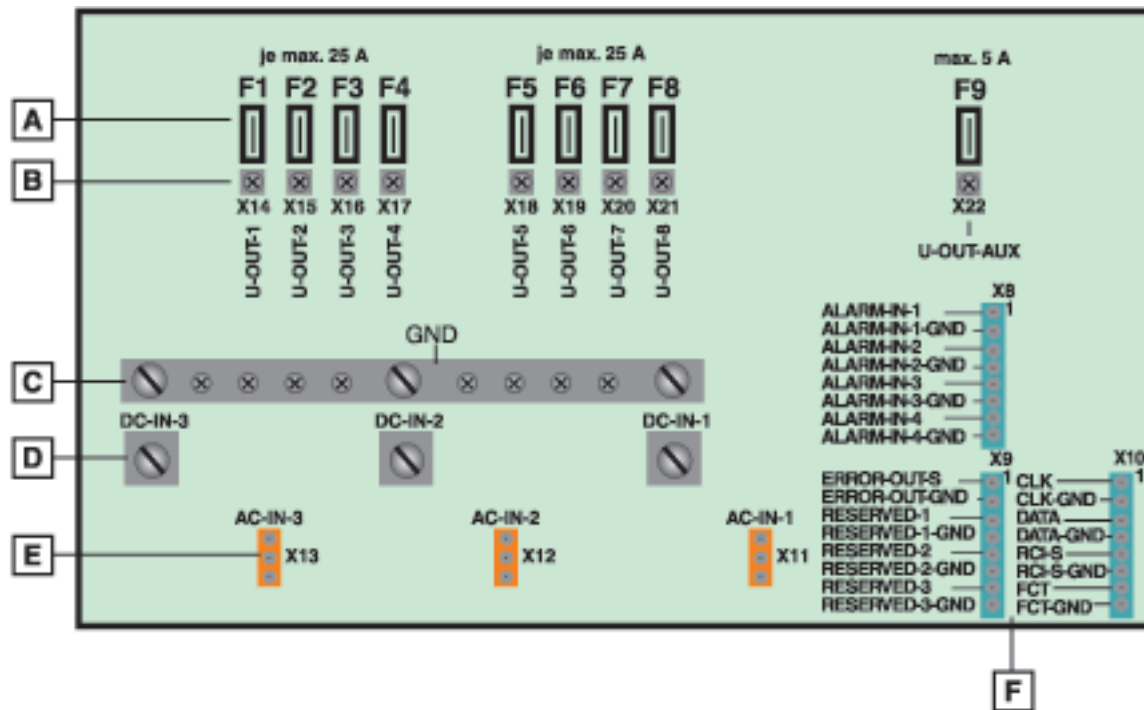 je max. 25 A
je max. 25 A
max. 5 A
F1 F2 F3 F4
F5 F6 F7 F8
F9
A
B
X14 X15 X16 X17
X18 X19 X20 X21
X22
U-OUT-1
U-OUT-2
U-OUT-3
U-OUT-4
U-OUT-5
U-OUT-6
U-OUT-7
U-OUT-8
U-OUT-AUX
GND
C
DC-IN-3
DC-IN-2
DC-IN-1
D
AC-IN-3
AC-IN-2
AC-IN-1
E
X13
X12
X11
X8
1
ALARM-IN-1
ALARM-IN-1-GND
ALARM-IN-2
ALARM-IN-2-GND
ALARM-IN-3
ALARM-IN-3-GND
ALARM-IN-4
ALARM-IN-4-GND
X9
1
ERROR-OUT-S
ERROR-OUT-GND
RESERVED-1
RESERVED-1-GND
RESERVED-2
RESERVED-2-GND
RESERVED-3
RESERVED-3-GND
X10
1
CLK
CLK-GND
DATA
DATA-GND
RCI-S
RCI-S-GND
FCT
FCT-GND
F